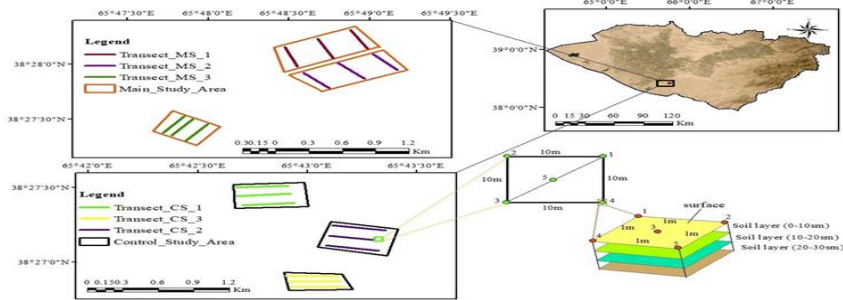 65°47'30"E 65°48'0"E 65°48'30"E 65°49'0"E 65°49'30"E
Legend
Transect_MS_1
Transect_MS_2
Transect_MS_3
Main_Study_Area
38°28'0"N
38°27'30"N
0.30.15 0 0.3 0.6 0.9 1.2
Km
65°0'0"E 66°0'0"E 67°0'0"E
39°0'0"N
38°0'0"N
0 15 30 60 90 120
Km
65°42'0"E 65°42'30"E 65°43'0"E 65°43'30"E
38°27'30"N
38°27'0"N
Legend
Transect_CS_1
Transect_CS_3
Transect_CS_2
Control_Study_Area
0 0.150.3 0.6 0.9 1.2
Km
2 10m 1
10m 5 10m
3 10m 5 4
1 surface
1m 2
1m 3 1m
4 1m 5
Soil layer (0-10sm)
Soil layer (10-20sm)
Soil layer (20-30sm)